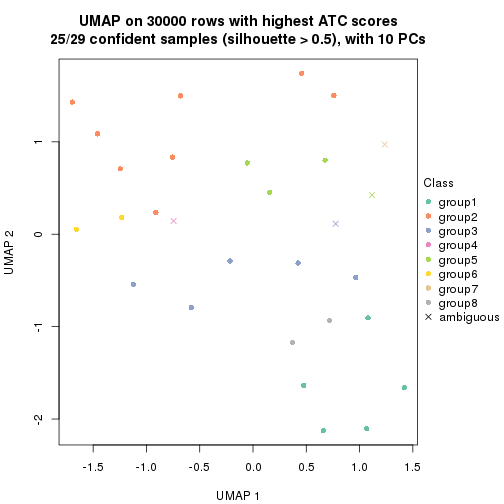 UMAP on 30000 rows with highest ATC scores
25/29 confident samples (silhouette > 0.5), with 10 PCs
UMAP 2
1
0
-1
-2
-1.5
-1.0
-0.5
0.0
0.5
1.0
1.5
UMAP 1
Class
group1
group2
group3
group4
group5
group6
group7
group8
ambiguous